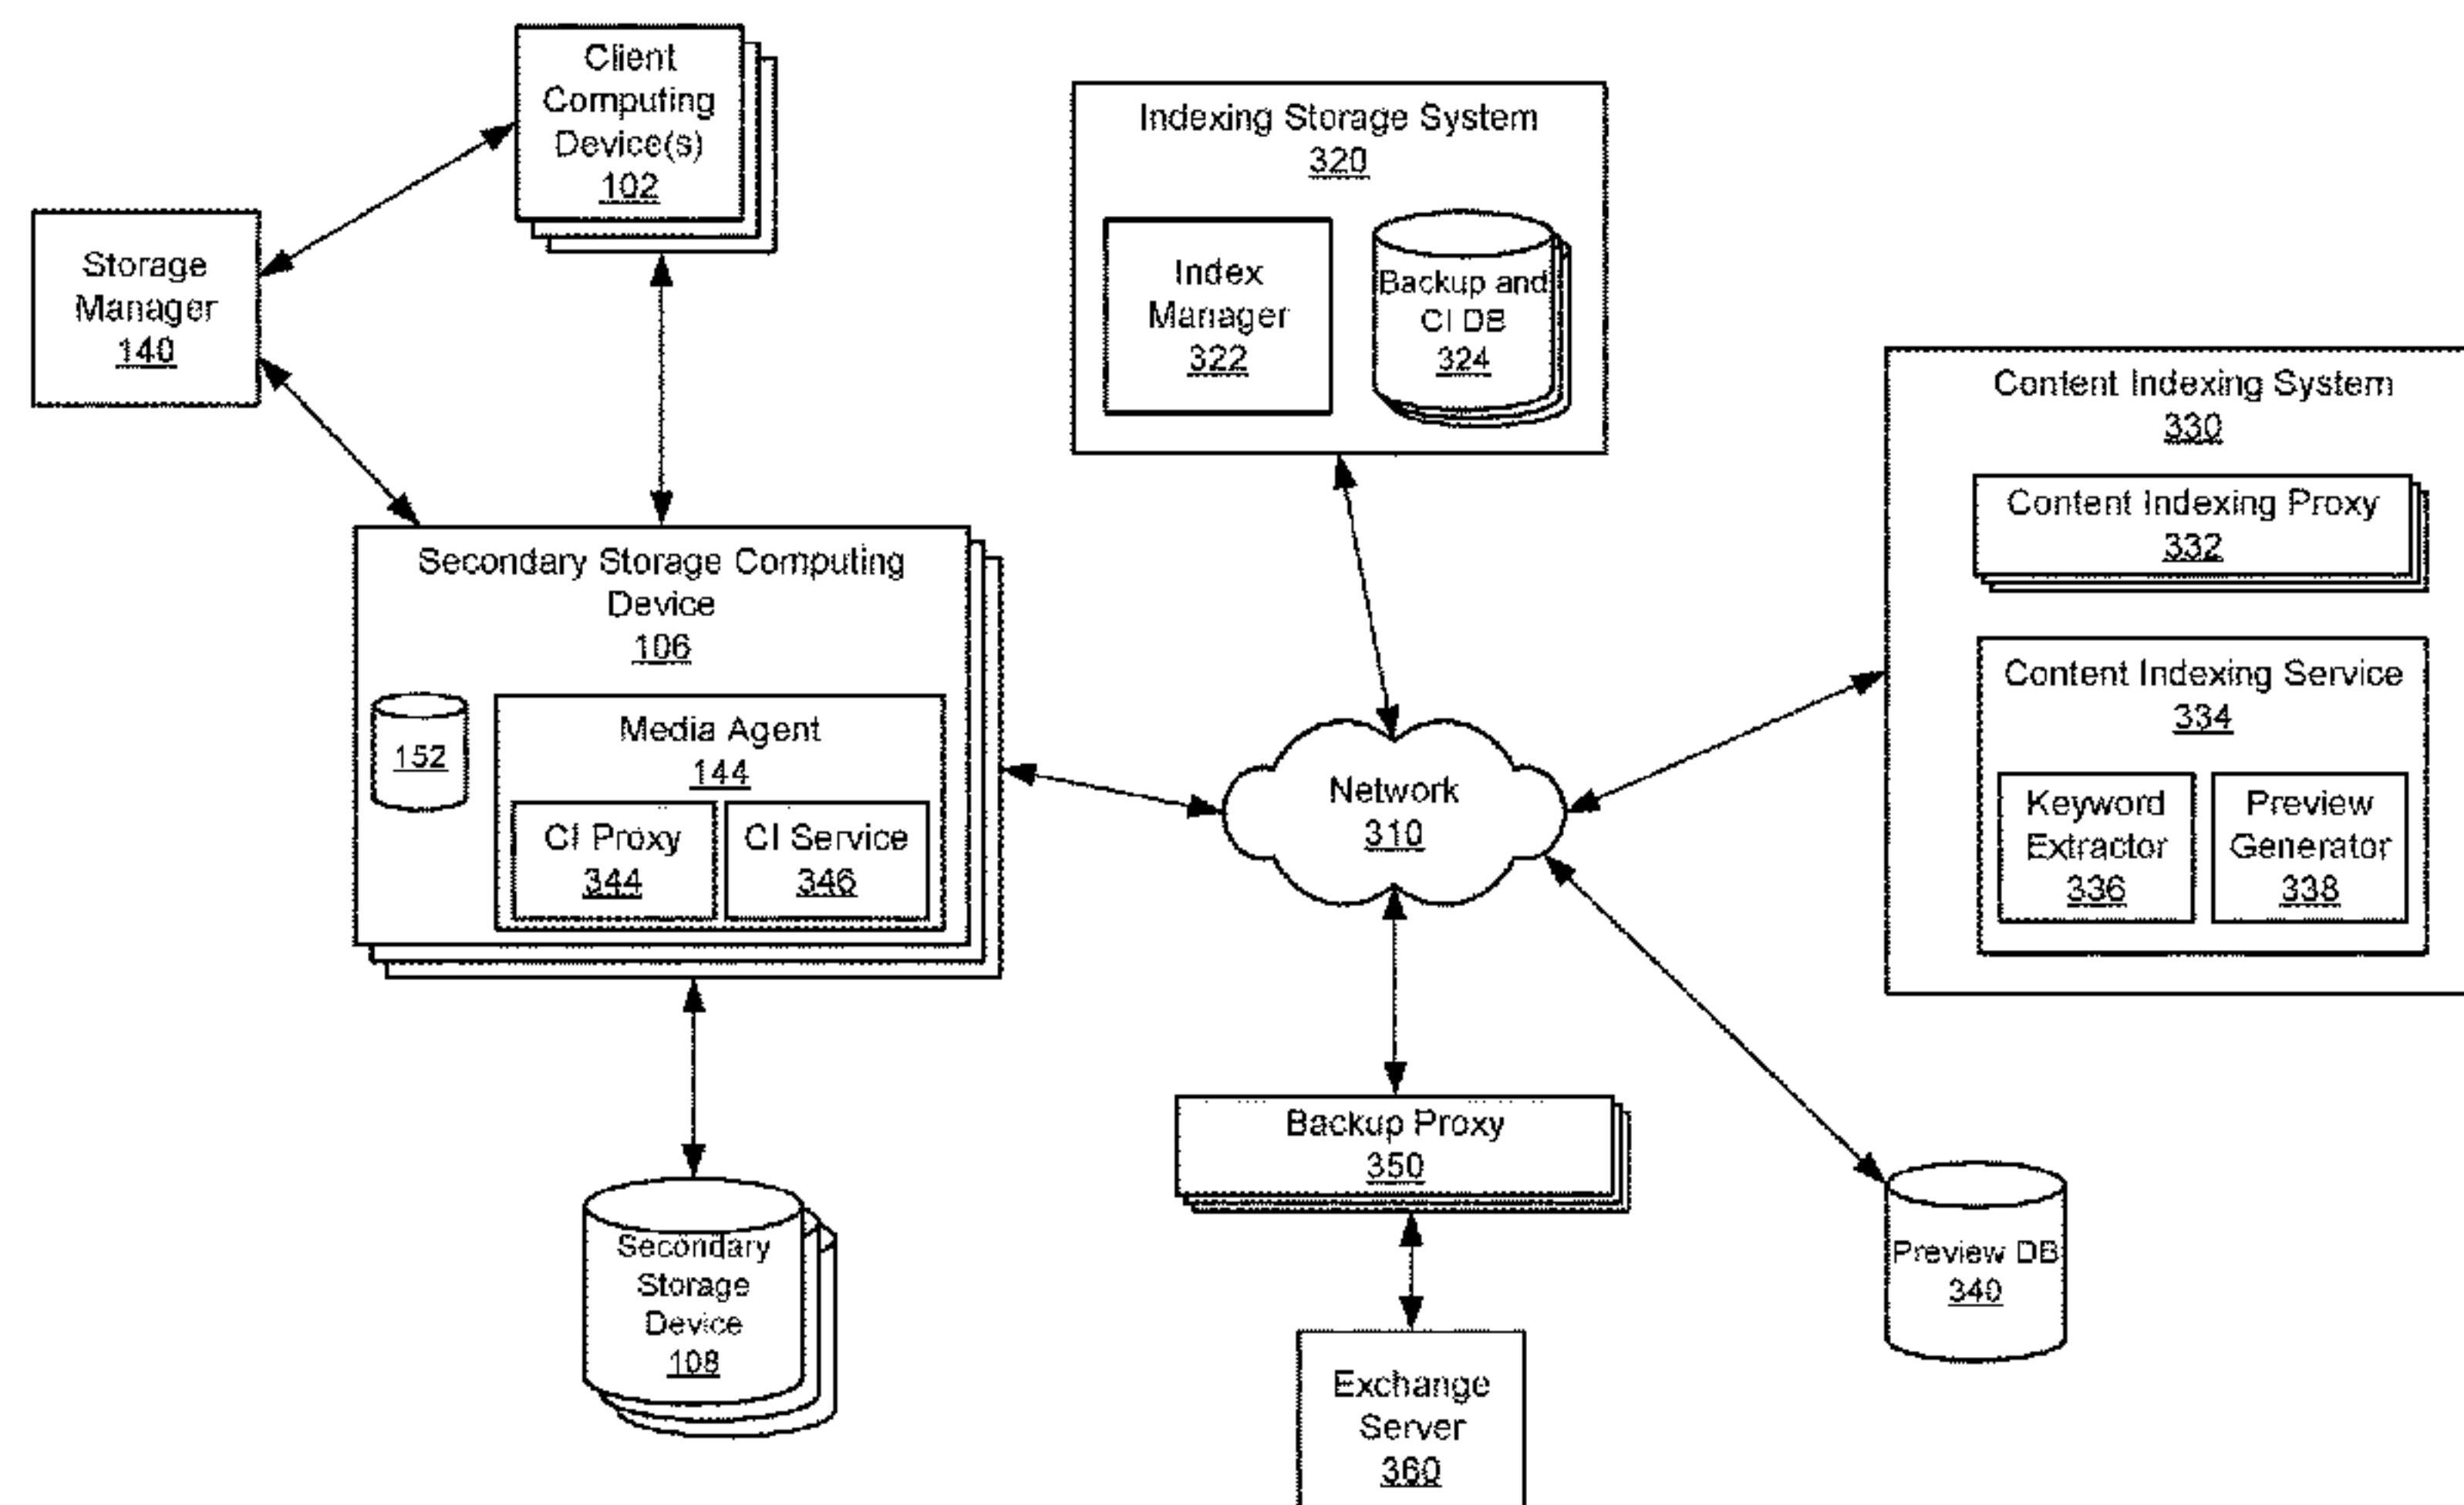 Client
Computing
Device(s)
102
Storage
Manager
140
Indexing Storage System
320
Index
Manager
322
Backup and
CI DB
324
Content Indexing System
330
Content Indexing Proxy
332
Content Indexing Service
334
Keyword
Extractor
336
Preview
Generator
338
Secondary Storage Computing
Device
106
152
Media Agent
144
CI Proxy
344
CI Service
346
Network
310
Backup Proxy
350
Secondary
Storage
Device
108
Preview DB
340
Exchange
Server
360